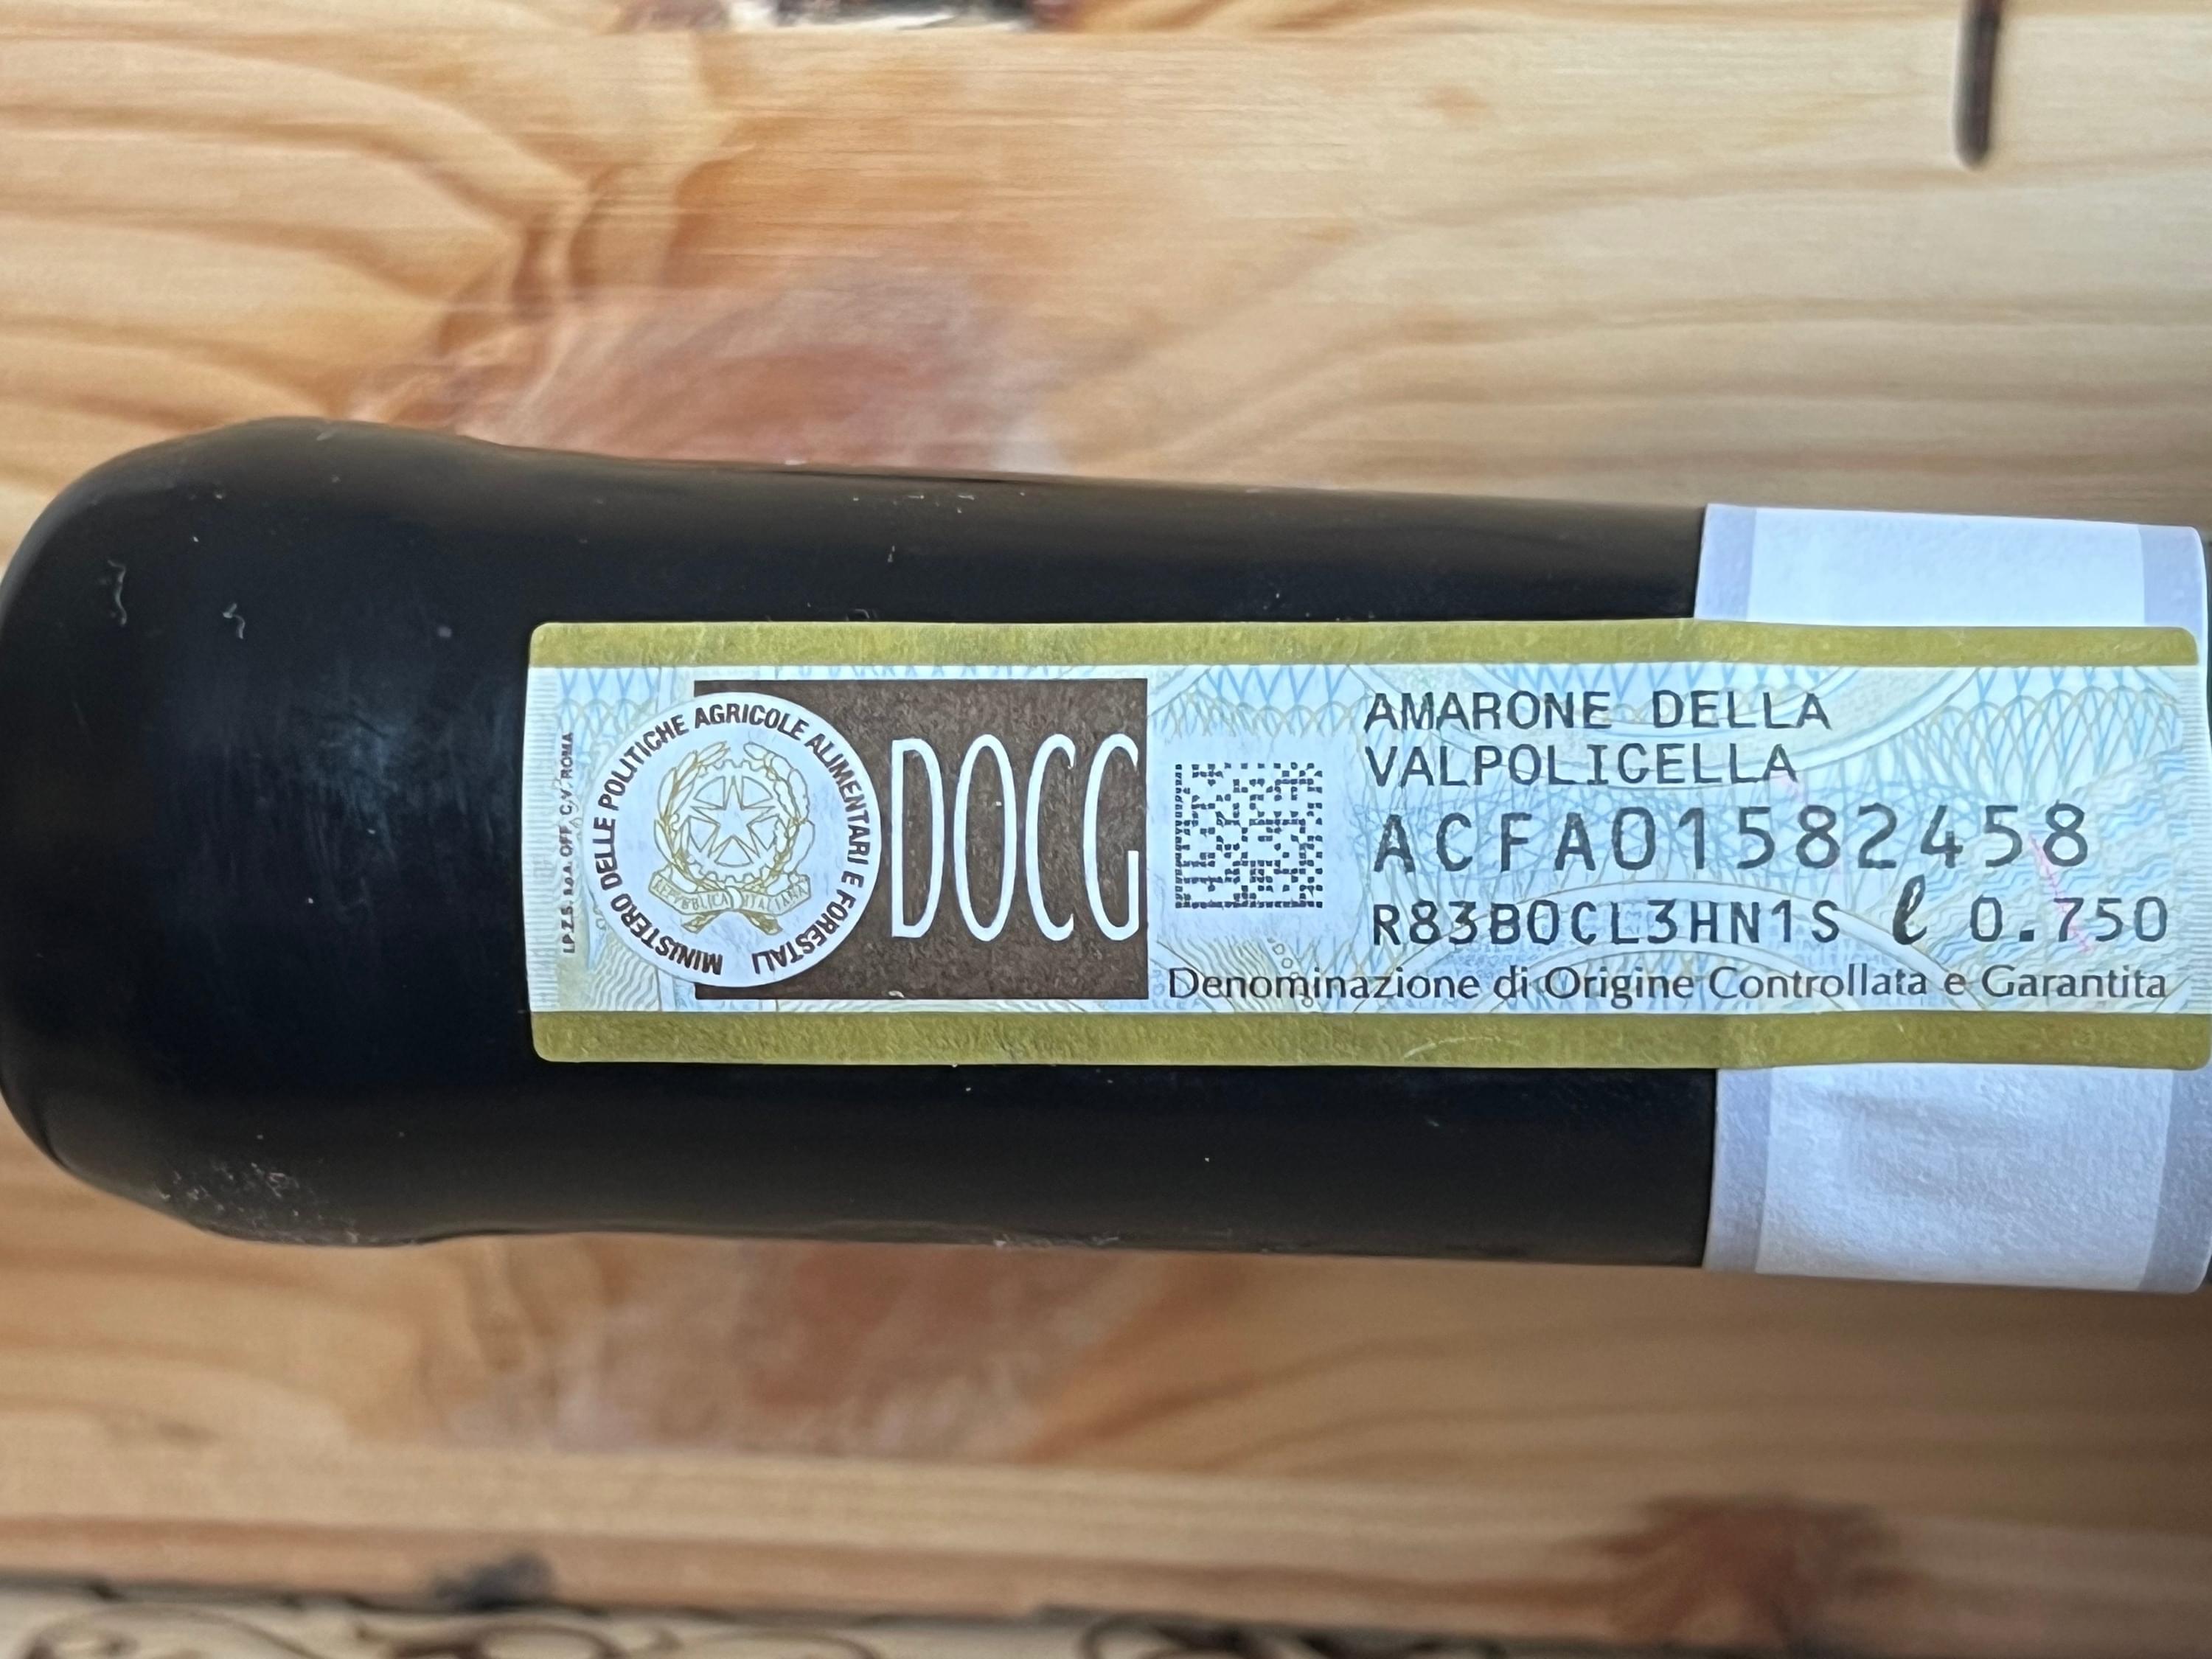 I.P.Z.S. S.p.A. OFF. C.V. ROMA
MINISTERO DELLE POLITICHE AGRICOLE ALIMENTARI E FORESTALI
REPVBBLICA ITALIANA
DOCG
AMARONE DELLA
VALPOLICELLA
ACFA01582458
R83B0CL3HN1S ℓ 0.750
Denominazione di Origine Controllata e Garantita